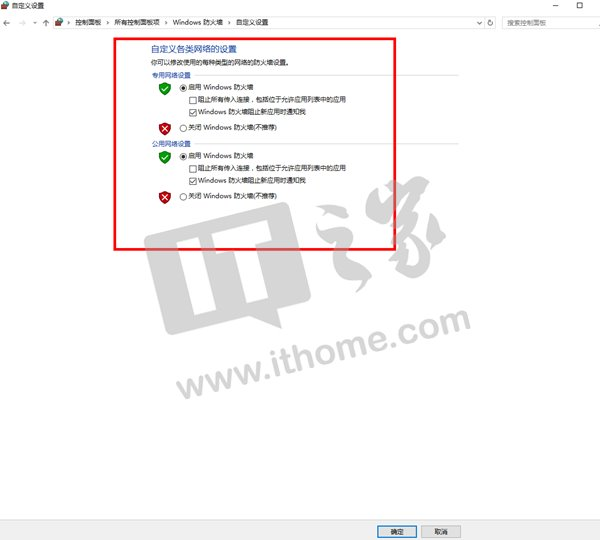 自定义设置
控制面板 › 所有控制面板项 › Windows 防火墙 › 自定义设置
搜索控制面板
自定义各类网络的设置
你可以修改使用的每种类型的网络的防火墙设置。
专用网络设置
启用 Windows 防火墙
阻止所有传入连接，包括位于允许应用列表中的应用
Windows 防火墙阻止新应用时通知我
关闭 Windows 防火墙(不推荐)
公用网络设置
启用 Windows 防火墙
阻止所有传入连接，包括位于允许应用列表中的应用
Windows 防火墙阻止新应用时通知我
关闭 Windows 防火墙(不推荐)
IT之家
www.ithome.com
确定
取消